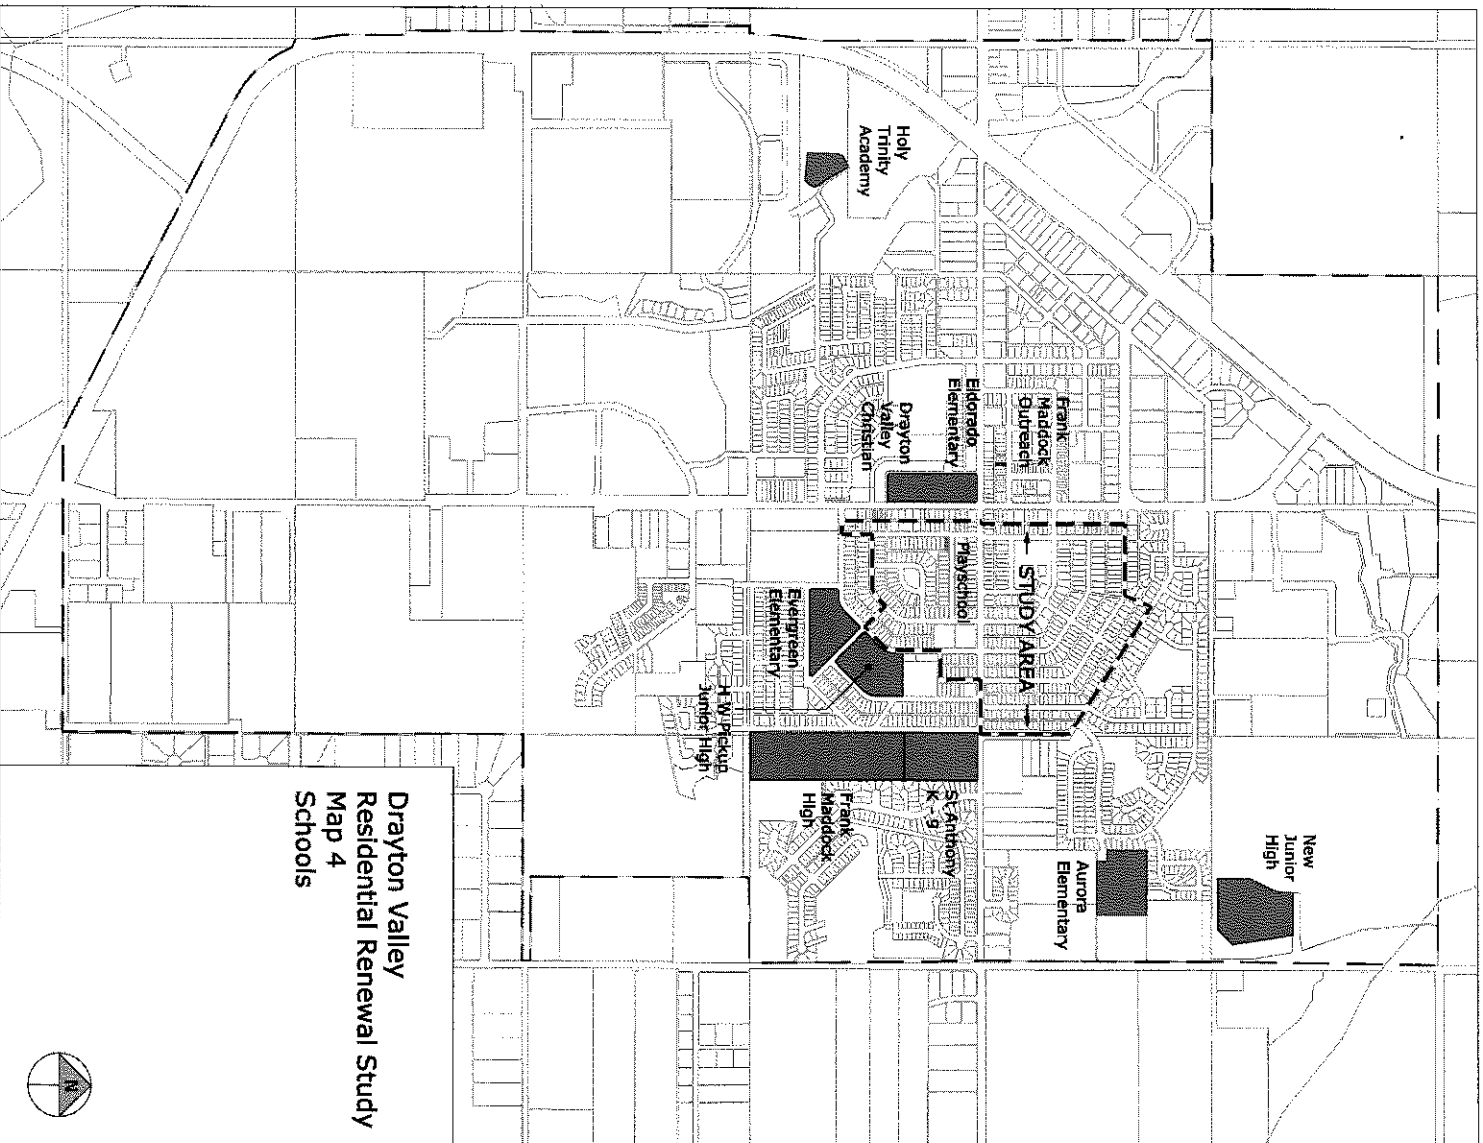 Holy
Trinity
Academy
Frank
Maddock
Outreach
Eldorado
Elementary
Drayton
Valley
Christian
STUDY AREA
Playschool
Evergreen
Elementary
H W Pickup
Junior High
New
Junior
High
Aurora
Elementary
St Anthony
K - 9
Frank
Maddock
High
Drayton Valley
Residential Renewal Study
Map 4
Schools
N